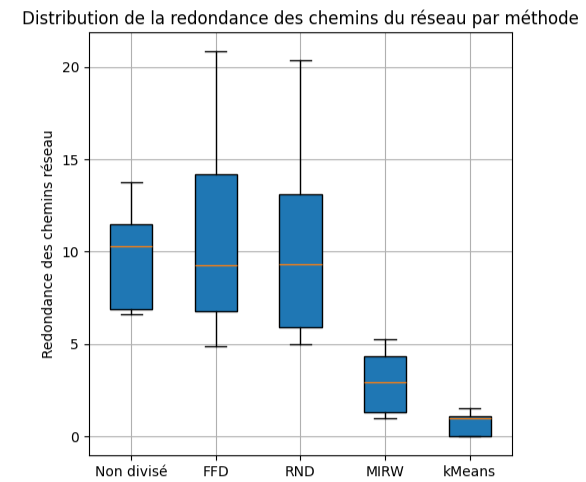 Distribution de la redondance des chemins du réseau par méthode
Redondance des chemins réseau
20
15
10
5
0
Non divisé
FFD
RND
MIRW
kMeans